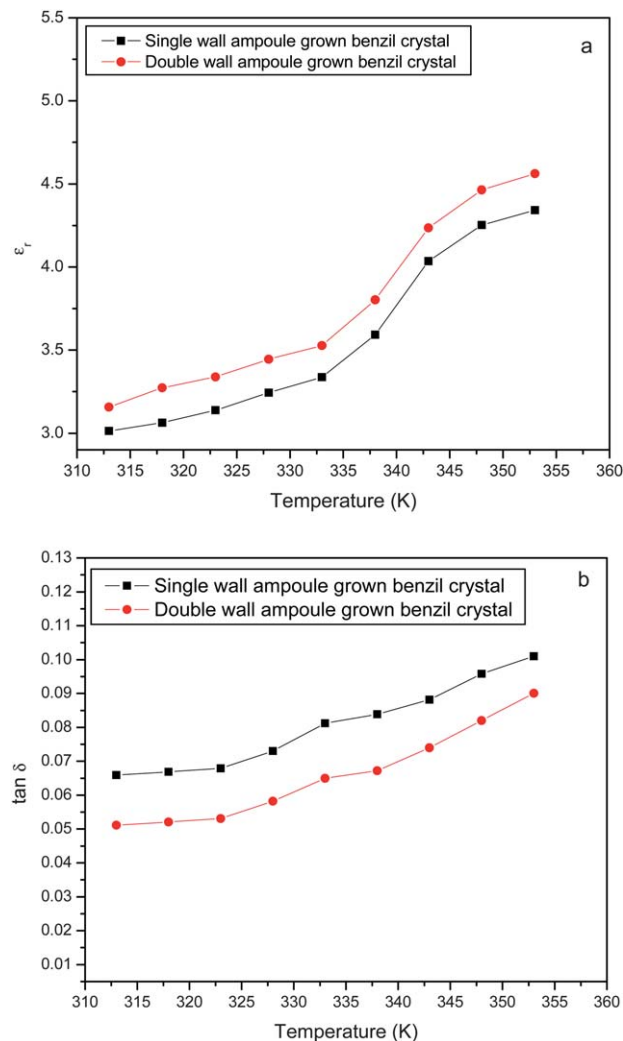 5.5
Single wall ampoule grown benzil crystal
a
Double wall ampoule grown benzil crystal
5.0
4.5
εr
4.0
3.5
3.0
310 315 320 325 330 335 340 345 350 355 360
Temperature (K)
0.13
Single wall ampoule grown benzil crystal
b
0.12
Double wall ampoule grown benzil crystal
0.11
0.10
0.09
0.08
tan δ
0.07
0.06
0.05
0.04
0.03
0.02
0.01
310 315 320 325 330 335 340 345 350 355 360
Temperature (K)